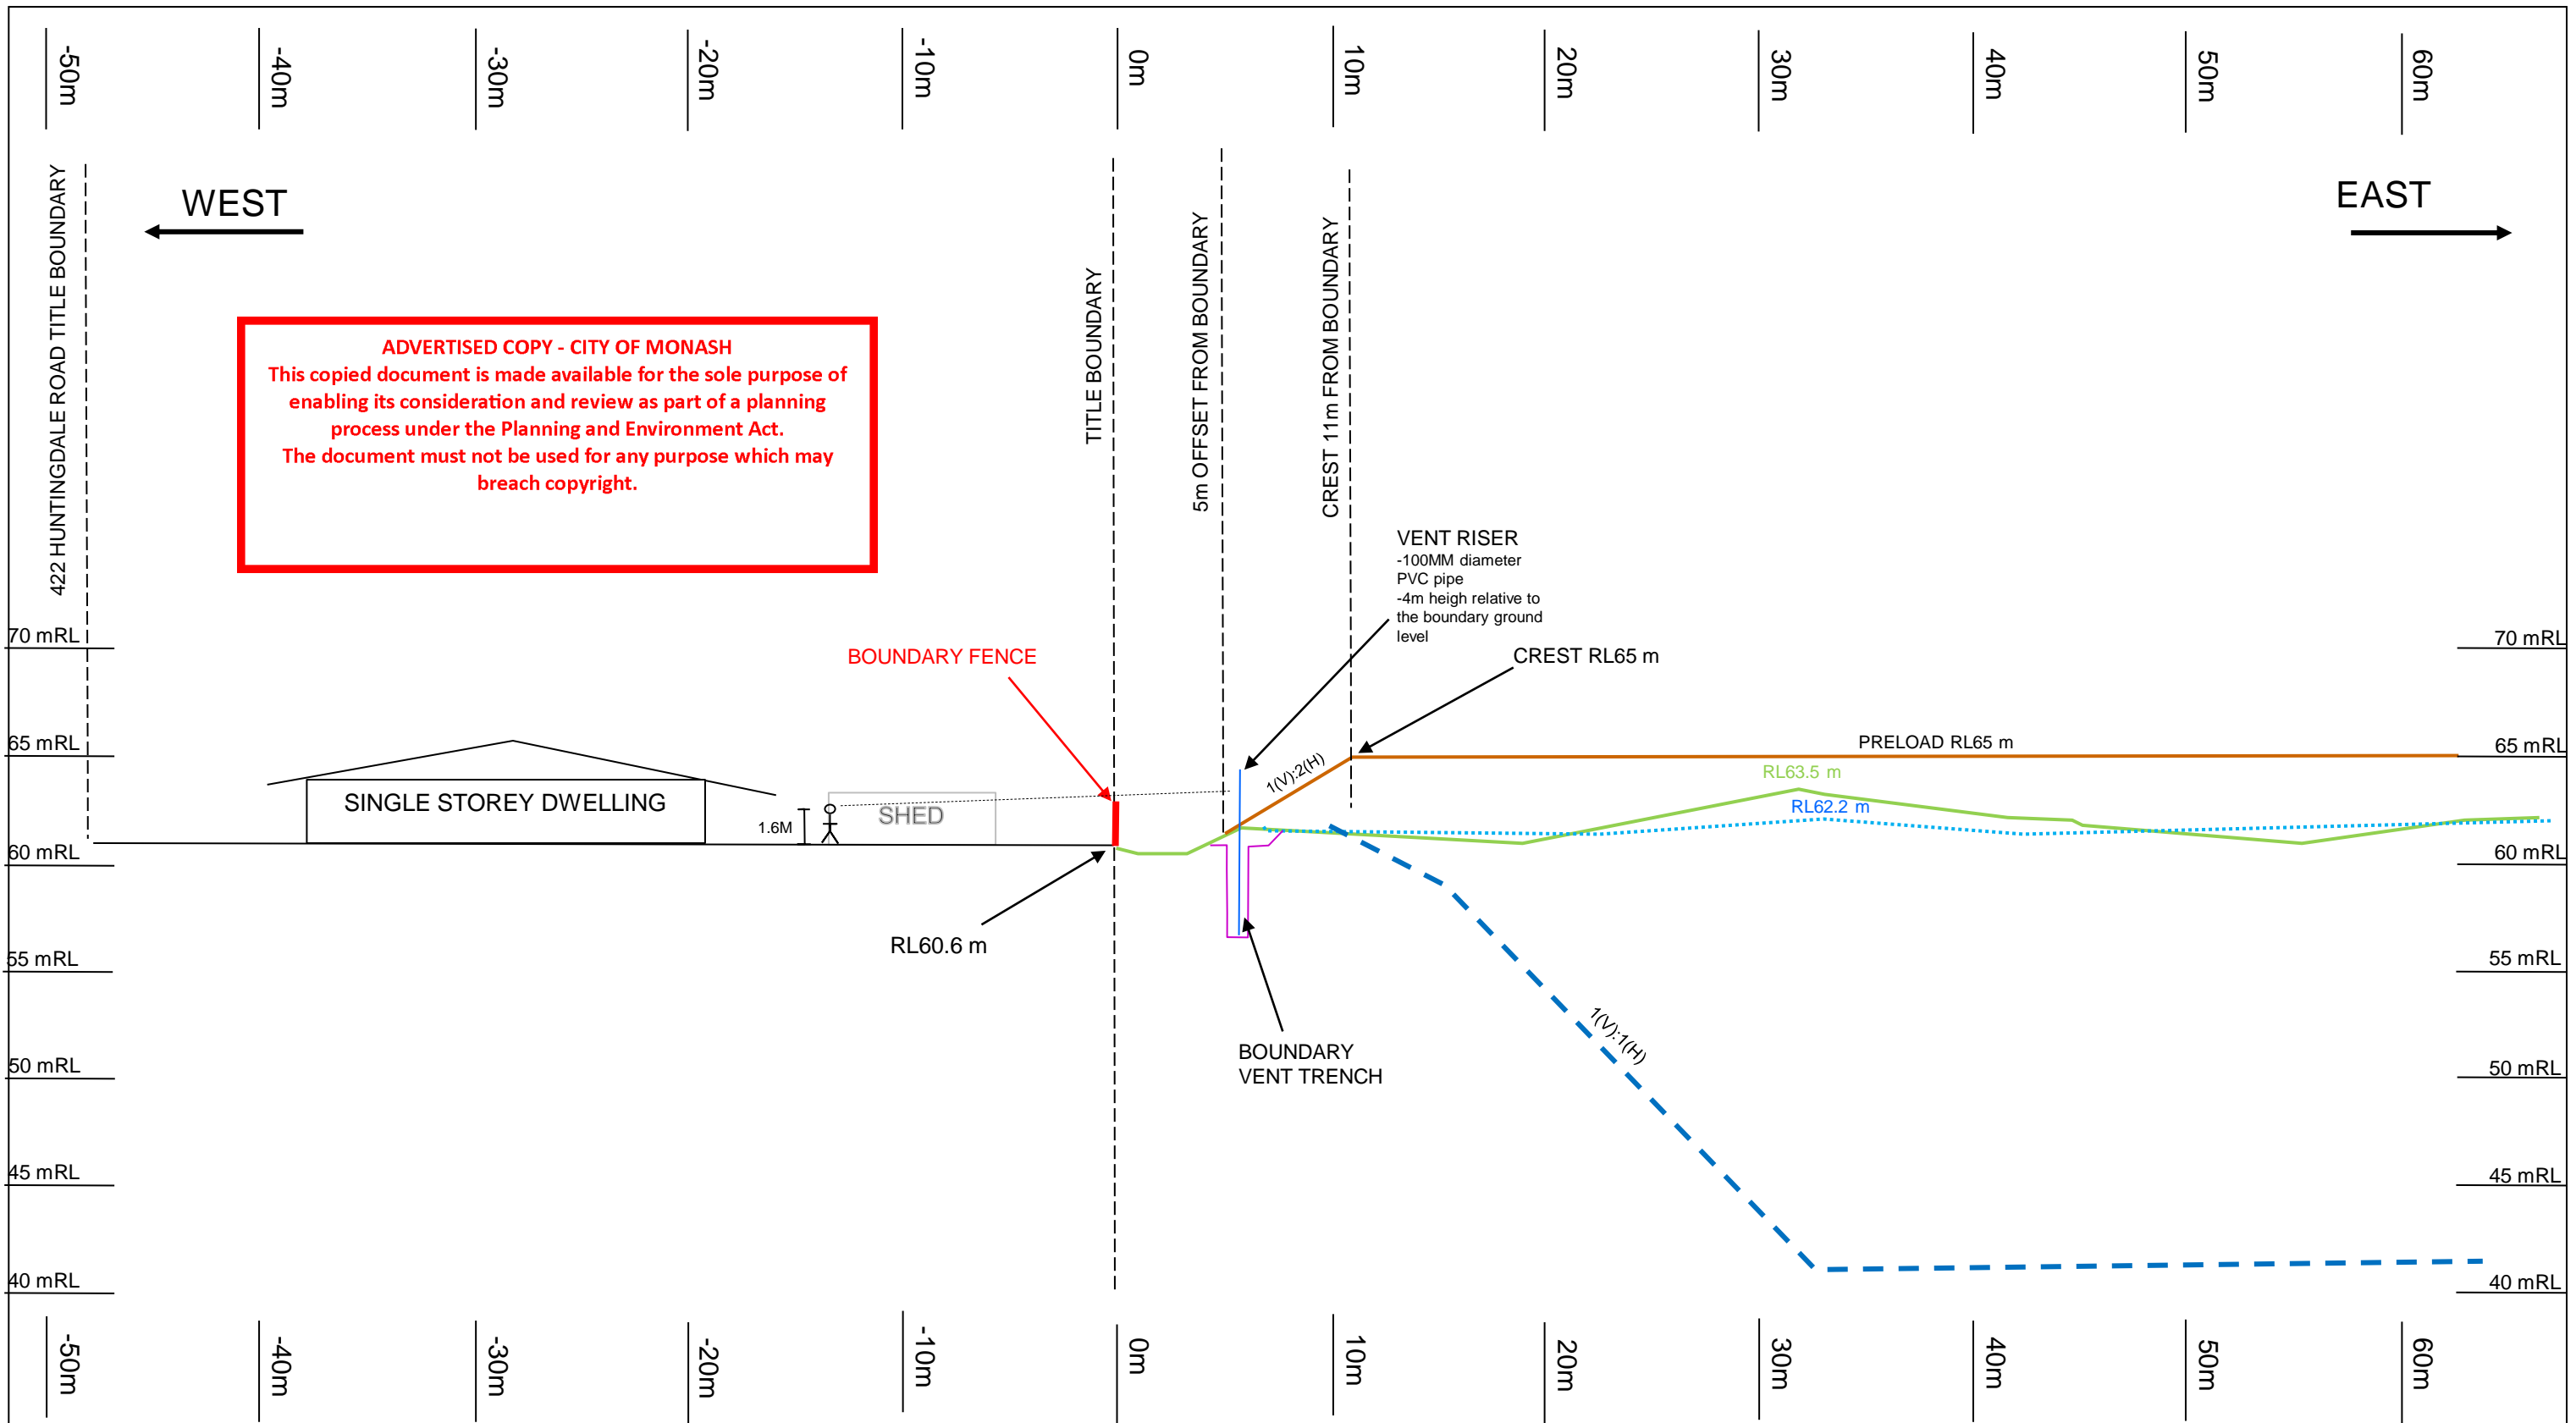 -50m
-40m
-30m
-20m
-10m
0m
10m
20m
30m
40m
50m
60m
422 HUNTINGDALE ROAD TITLE BOUNDARY
WEST
TITLE BOUNDARY
5m OFFSET FROM BOUNDARY
CREST 11m FROM BOUNDARY
EAST
ADVERTISED COPY - CITY OF MONASH
This copied document is made available for the sole purpose of
enabling its consideration and review as part of a planning
process under the Planning and Environment Act.
The document must not be used for any purpose which may
breach copyright.
VENT RISER
-100MM diameter
PVC pipe
-4m heigh relative to
the boundary ground
level
70 mRL
70 mRL
BOUNDARY FENCE
CREST RL65 m
65 mRL
PRELOAD RL65 m
65 mRL
1(V):2(H)
RL63.5 m
SINGLE STOREY DWELLING
1.6M
SHED
RL62.2 m
60 mRL
60 mRL
RL60.6 m
55 mRL
55 mRL
1(V):1(H)
BOUNDARY
VENT TRENCH
50 mRL
50 mRL
45 mRL
45 mRL
40 mRL
40 mRL
-50m
-40m
-30m
-20m
-10m
0m
10m
20m
30m
40m
50m
60m